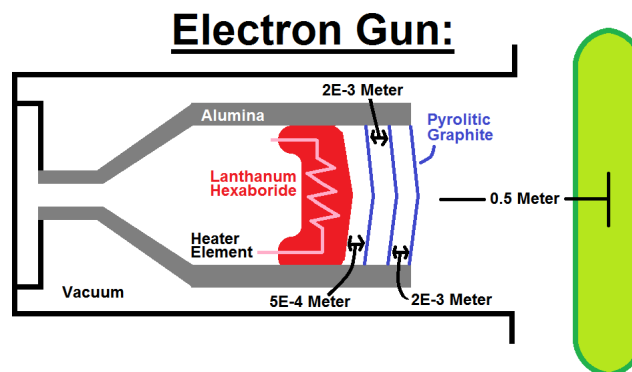 Electron Gun:
2E-3 Meter
Alumina
Pyrolitic
Graphite
Lanthanum
Hexaboride
0.5 Meter
Heater
Element
Vacuum
5E-4 Meter
2E-3 Meter